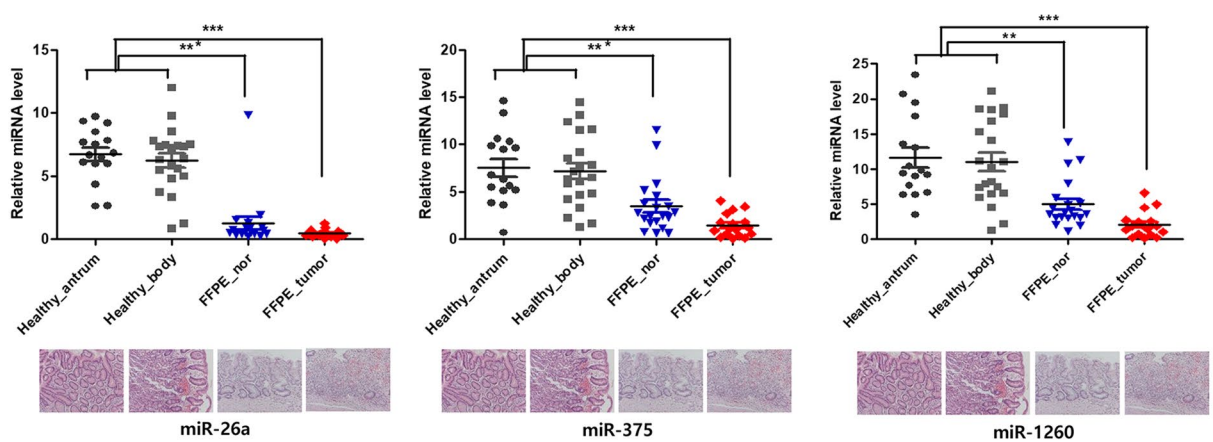 ***
***
Relative miRNA level
15
10
5
0
Healthy_antrum
Healthy_body
FFPE_nor
FFPE_tumor
miR-26a
***
***
Relative miRNA level
20
15
10
5
0
Healthy_antrum
Healthy_body
FFPE_nor
FFPE_tumor
miR-375
***
**
Relative miRNA level
25
20
15
10
5
0
Healthy_antrum
Healthy_body
FFPE_nor
FFPE_tumor
miR-1260